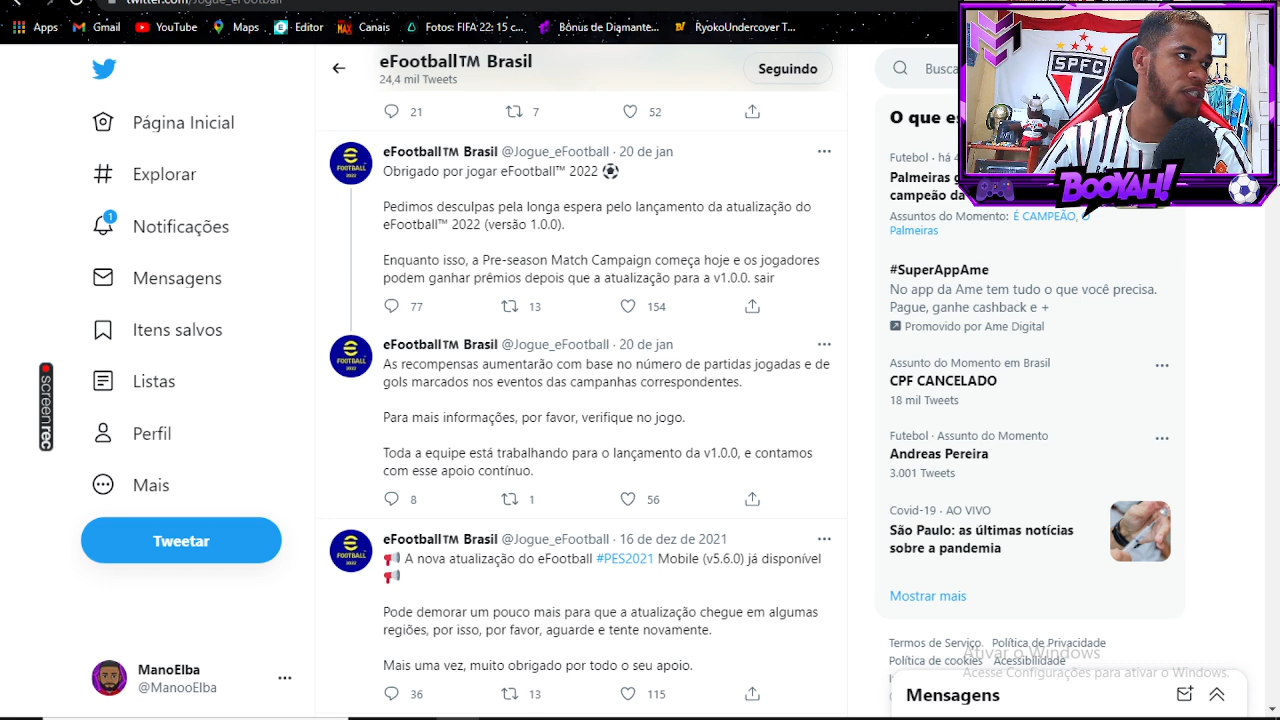 twitter.com/Jogue_eFootball
Apps
Gmail
YouTube
Maps
Editor
Canais
Fotos: FIFA'22: 15 c...
Bônus de Diamante...
RyokoUndercover T...
Página Inicial
Explorar
1
Notificações
Mensagens
Itens salvos
Listas
Perfil
Mais
Tweetar
ManoElba
@ManooElba
screenrec
eFootball™ Brasil
24,4 mil Tweets
Seguindo
21 7 52
eFootball™ Brasil @Jogue_eFootball · 20 de jan
Obrigado por jogar eFootball™ 2022 ⚽
Pedimos desculpas pela longa espera pelo lançamento da atualização do
eFootball™ 2022 (versão 1.0.0).
Enquanto isso, a Pre-season Match Campaign começa hoje e os jogadores
podem ganhar prêmios depois que a atualização para a v1.0.0. sair
77 13 154
eFootball™ Brasil @Jogue_eFootball · 20 de jan
As recompensas aumentarão com base no número de partidas jogadas e de
gols marcados nos eventos das campanhas correspondentes.
Para mais informações, por favor, verifique no jogo.
Toda a equipe está trabalhando para o lançamento da v1.0.0, e contamos
com esse apoio contínuo.
8 1 56
eFootball™ Brasil @Jogue_eFootball · 16 de dez de 2021
📢 A nova atualização do eFootball #PES2021 Mobile (v5.6.0) já disponível
📢
Pode demorar um pouco mais para que a atualização chegue em algumas
regiões, por isso, por favor, aguarde e tente novamente.
Mais uma vez, muito obrigado por todo o seu apoio.
36 13 115
SPFC
BOOYAH!
Busca
O que e
Futebol · há 4
Palmeiras
campeão da
Assuntos do Momento: É CAMPEÃO, O
Palmeiras
#SuperAppAme
No app da Ame tem tudo o que você precisa.
Pague, ganhe cashback e +
Promovido por Ame Digital
Assunto do Momento em Brasil
CPF CANCELADO
18 mil Tweets
Futebol · Assunto do Momento
Andreas Pereira
3.001 Tweets
Covid-19 · AO VIVO
São Paulo: as últimas notícias
sobre a pandemia
Mostrar mais
Termos de Serviço Política de Privacidade
Política de cookies Acessibilidade
Ativar o Windows
Acesse Configurações para ativar o Windows.
Mensagens